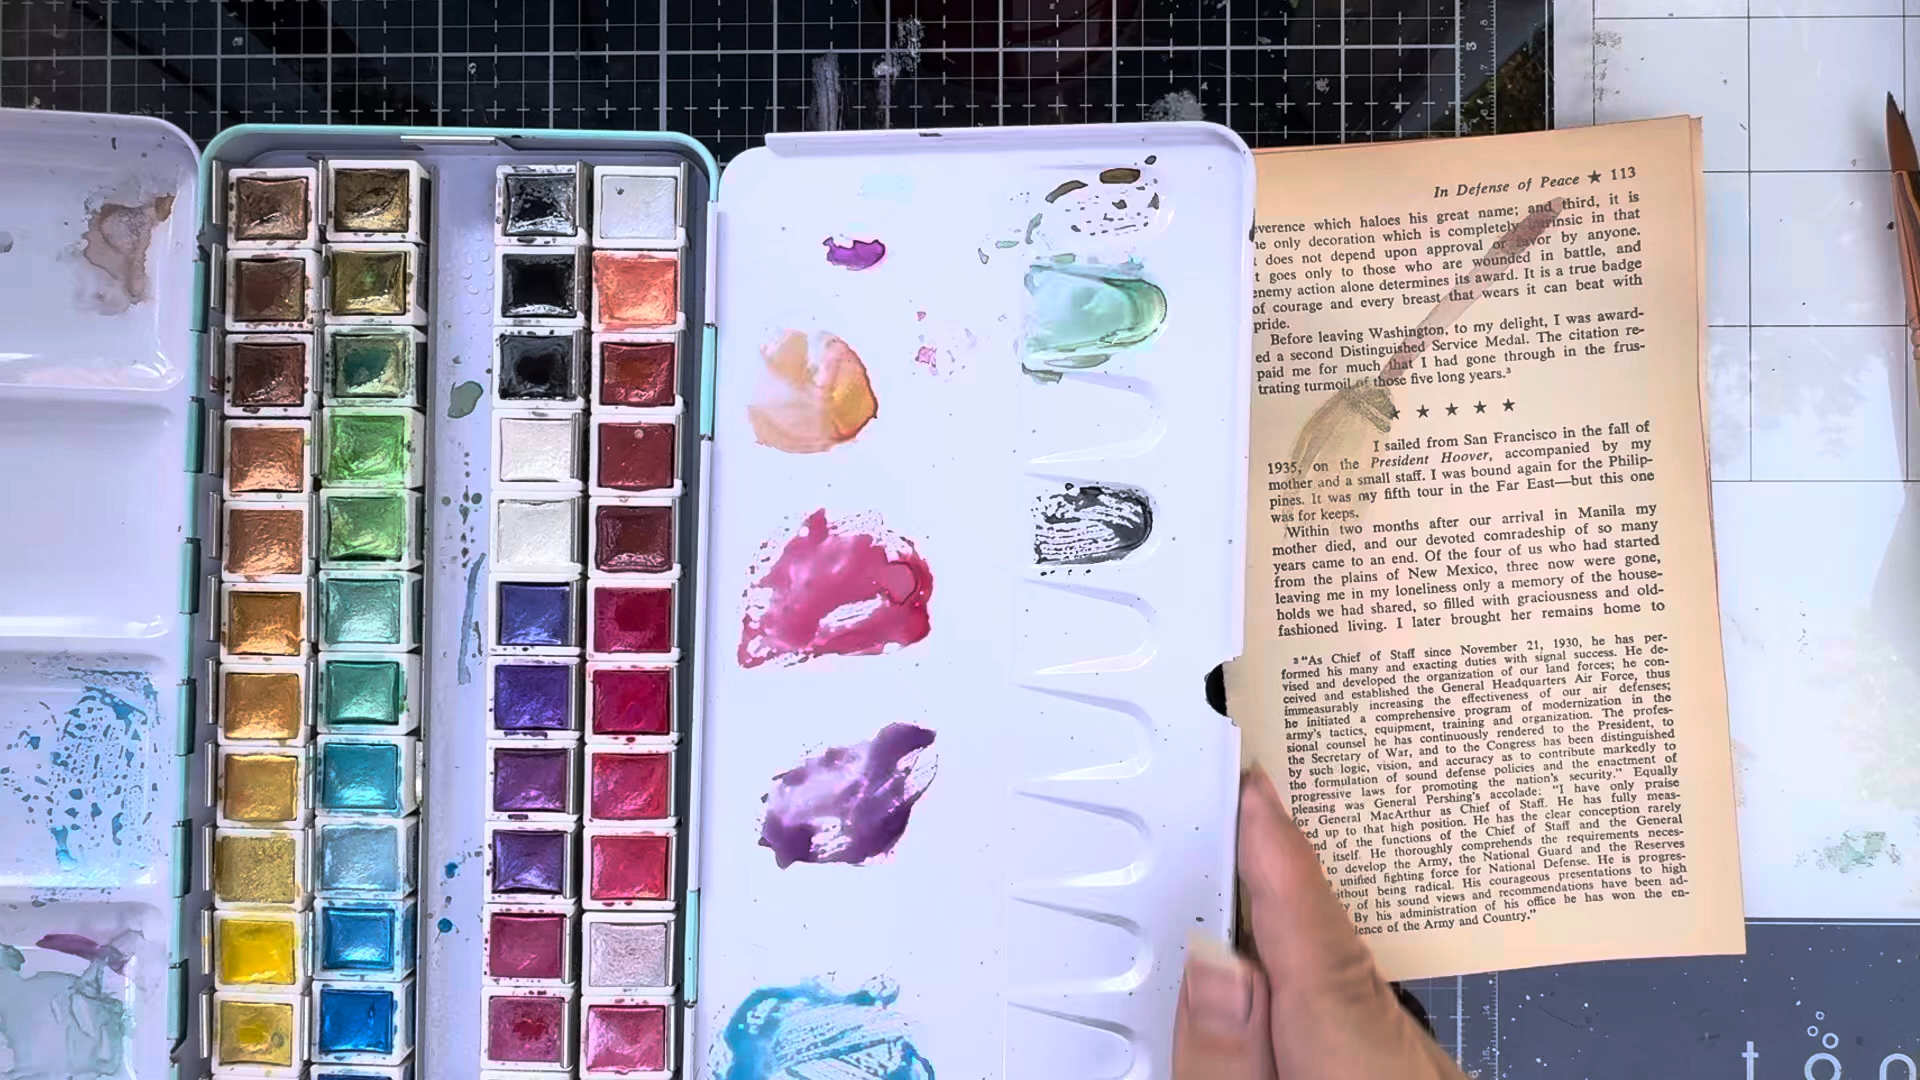 In Defense of Peace ★ 113
verence which haloes his great name; and third, it is
e only decoration which is completely intrinsic in that
does not depend upon approval or favor by anyone.
t goes only to those who are wounded in battle, and
enemy action alone determines its award. It is a true badge
of courage and every breast that wears it can beat with
pride.
Before leaving Washington, to my delight, I was award-
ed a second Distinguished Service Medal. The citation re-
paid me for much that I had gone through in the frus-
trating turmoil of those five long years.³
★ ★ ★ ★ ★
I sailed from San Francisco in the fall of
1935, on the President Hoover, accompanied by my
mother and a small staff. I was bound again for the Philip-
pines. It was my fifth tour in the Far East—but this one
was for keeps.
Within two months after our arrival in Manila my
mother died, and our devoted comradeship of so many
years came to an end. Of the four of us who had started
from the plains of New Mexico, three now were gone,
leaving me in my loneliness only a memory of the house-
holds we had shared, so filled with graciousness and old-
fashioned living. I later brought her remains home to
³ "As Chief of Staff since November 21, 1930, he has per-
formed his many and exacting duties with signal success. He de-
vised and developed the organization of our land forces; he con-
ceived and established the General Headquarters Air Force, thus
immeasurably increasing the effectiveness of our air defenses;
he initiated a comprehensive program of modernization in the
army's tactics, equipment, training and organization. The profes-
sional counsel he has continuously rendered to the President, to
the Secretary of War, and to the Congress has been distinguished
by such logic, vision, and accuracy as to contribute markedly to
the formulation of sound defense policies and the enactment of
progressive laws for promoting the nation's security." Equally
pleasing was General Pershing's accolade: "I have only praise
for General MacArthur as Chief of Staff. He has fully meas-
ed up to that high position. He has the clear conception rarely
nd of the functions of the Chief of Staff and the General
, itself. He thoroughly comprehends the requirements neces-
to develop the Army, the National Guard and the Reserves
unified fighting force for National Defense. He is progres-
ithout being radical. His courageous presentations to high
y of his sound views and recommendations have been ad-
By his administration of his office he has won the en-
lence of the Army and Country."